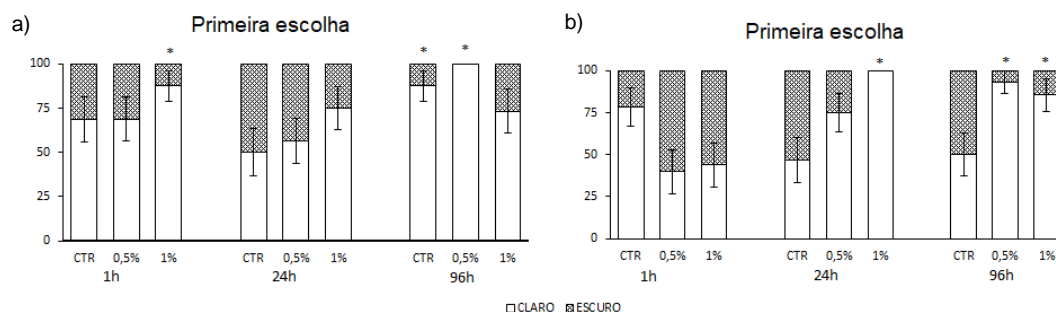 a)
Primeira escolha
* * *
100
75
50
25
0
CTR 0,5% 1% CTR 0,5% 1% CTR 0,5% 1%
1h 24h 96h
b)
Primeira escolha
* * *
100
75
50
25
0
CTR 0,5% 1% CTR 0,5% 1% CTR 0,5% 1%
1h 24h 96h
CLARO ESCURO